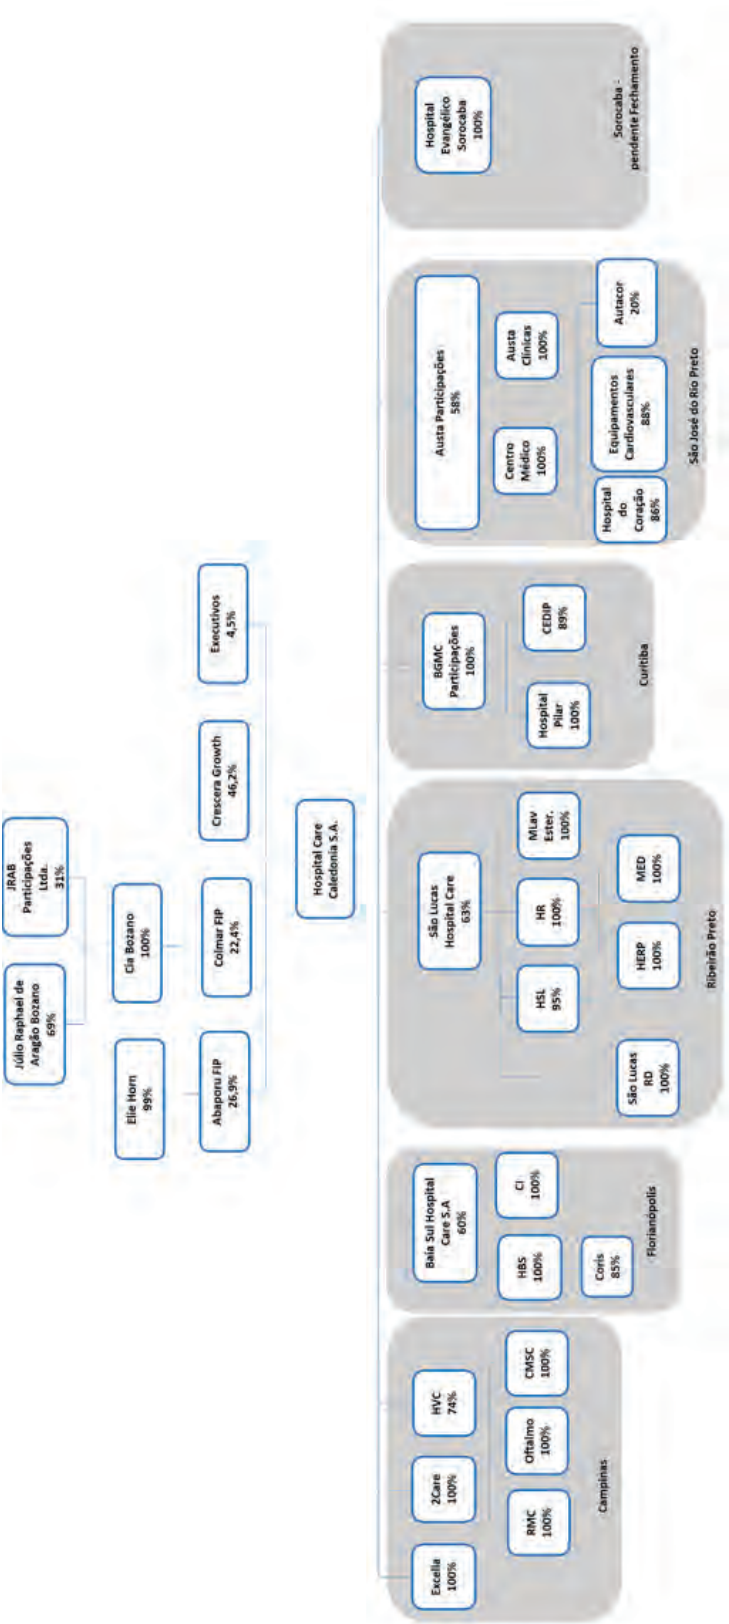 Júlio Raphael de
Aragão Bozano
69%
JRAB
Participações
Ltda.
31%
Elie Horn
99%
Cia Bozano
100%
Abaporu FIP
26,9%
Colmar FIP
22,4%
Crescera Growth
46,2%
Executivos
4,5%
Hospital Care
Caledonia S.A.
Excelia
100%
2Care
100%
HVC
74%
RMC
100%
Oftalmo
100%
CMSC
100%
Campinas
Baía Sul Hospital
Care S.A
60%
HBS
100%
CI
100%
Coris
85%
Florianópolis
São Lucas
Hospital Care
63%
HSL
95%
HR
100%
MLav
Ester.
100%
São Lucas
RD
100%
HERP
100%
MED
100%
Ribeirão Preto
BGMC
Participações
100%
Hospital
Pilar
100%
CEDIP
89%
Curitiba
Austa Participações
58%
Centro
Médico
100%
Austa
Clínicas
100%
Hospital
do
Coração
86%
Equipamentos
Cardiovasculares
88%
Autacor
20%
São José do Rio Preto
Hospital
Evangélico
Sorocaba
100%
Sorocaba -
pendente Fechamento